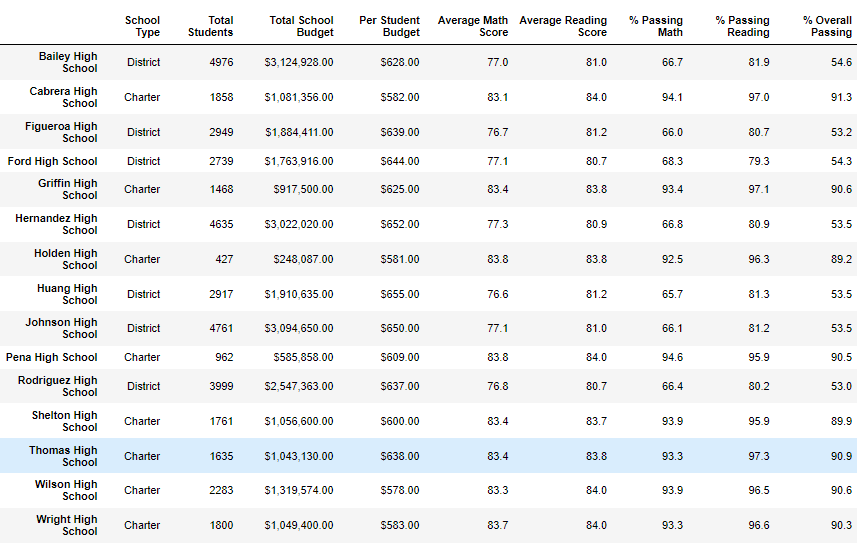 School Type Total Students Total School Budget Per Student Budget Average Math Score Average Reading Score % Passing Math % Passing Reading % Overall Passing
Bailey High School District 4976 $3,124,928.00 $628.00 77.0 81.0 66.7 81.9 54.6
Cabrera High School Charter 1858 $1,081,356.00 $582.00 83.1 84.0 94.1 97.0 91.3
Figueroa High School District 2949 $1,884,411.00 $639.00 76.7 81.2 66.0 80.7 53.2
Ford High School District 2739 $1,763,916.00 $644.00 77.1 80.7 68.3 79.3 54.3
Griffin High School Charter 1468 $917,500.00 $625.00 83.4 83.8 93.4 97.1 90.6
Hernandez High School District 4635 $3,022,020.00 $652.00 77.3 80.9 66.8 80.9 53.5
Holden High School Charter 427 $248,087.00 $581.00 83.8 83.8 92.5 96.3 89.2
Huang High School District 2917 $1,910,635.00 $655.00 76.6 81.2 65.7 81.3 53.5
Johnson High School District 4761 $3,094,650.00 $650.00 77.1 81.0 66.1 81.2 53.5
Pena High School Charter 962 $585,858.00 $609.00 83.8 84.0 94.6 95.9 90.5
Rodriguez High School District 3999 $2,547,363.00 $637.00 76.8 80.7 66.4 80.2 53.0
Shelton High School Charter 1761 $1,056,600.00 $600.00 83.4 83.7 93.9 95.9 89.9
Thomas High School Charter 1635 $1,043,130.00 $638.00 83.4 83.8 93.3 97.3 90.9
Wilson High School Charter 2283 $1,319,574.00 $578.00 83.3 84.0 93.9 96.5 90.6
Wright High School Charter 1800 $1,049,400.00 $583.00 83.7 84.0 93.3 96.6 90.3